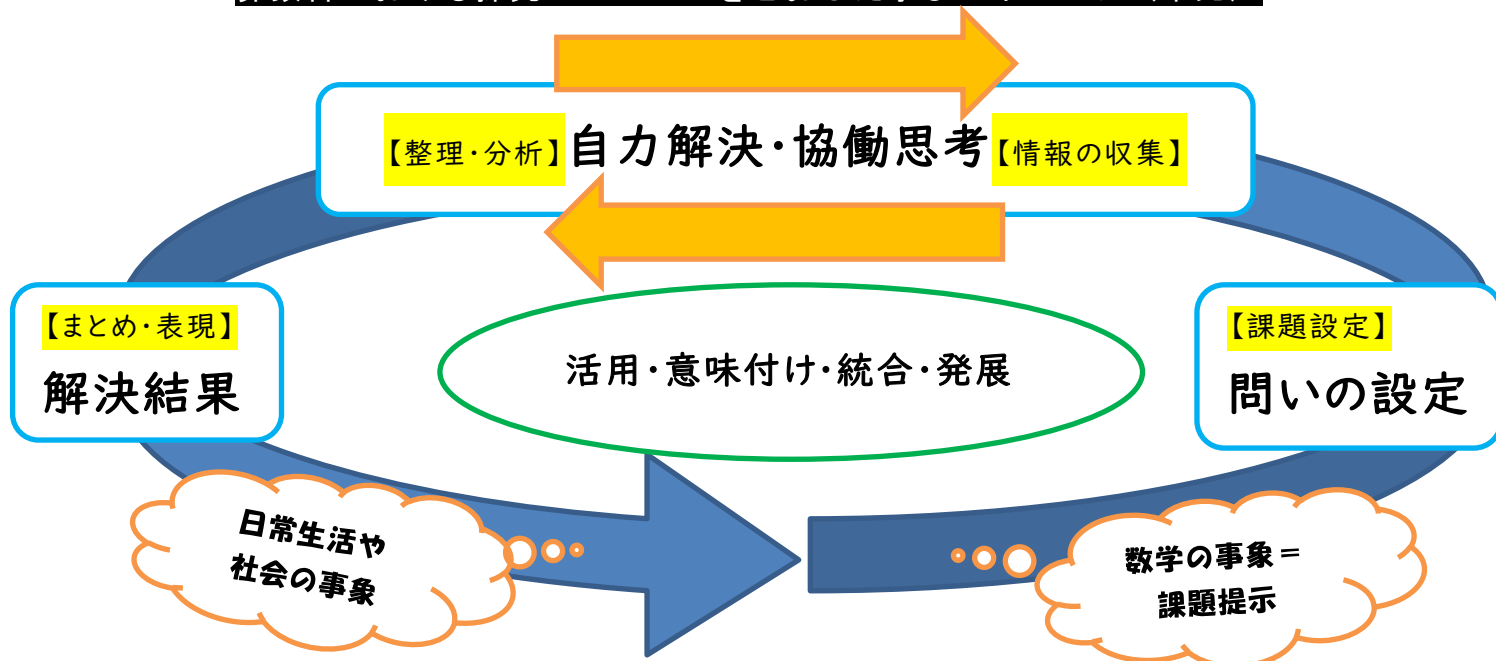 【整理・分析】自力解決・協働思考【情報の収集】
【まとめ・表現】
解決結果
活用・意味付け・統合・発展
【課題設定】
問いの設定
日常生活や
社会の事象
数学の事象＝
課題提示